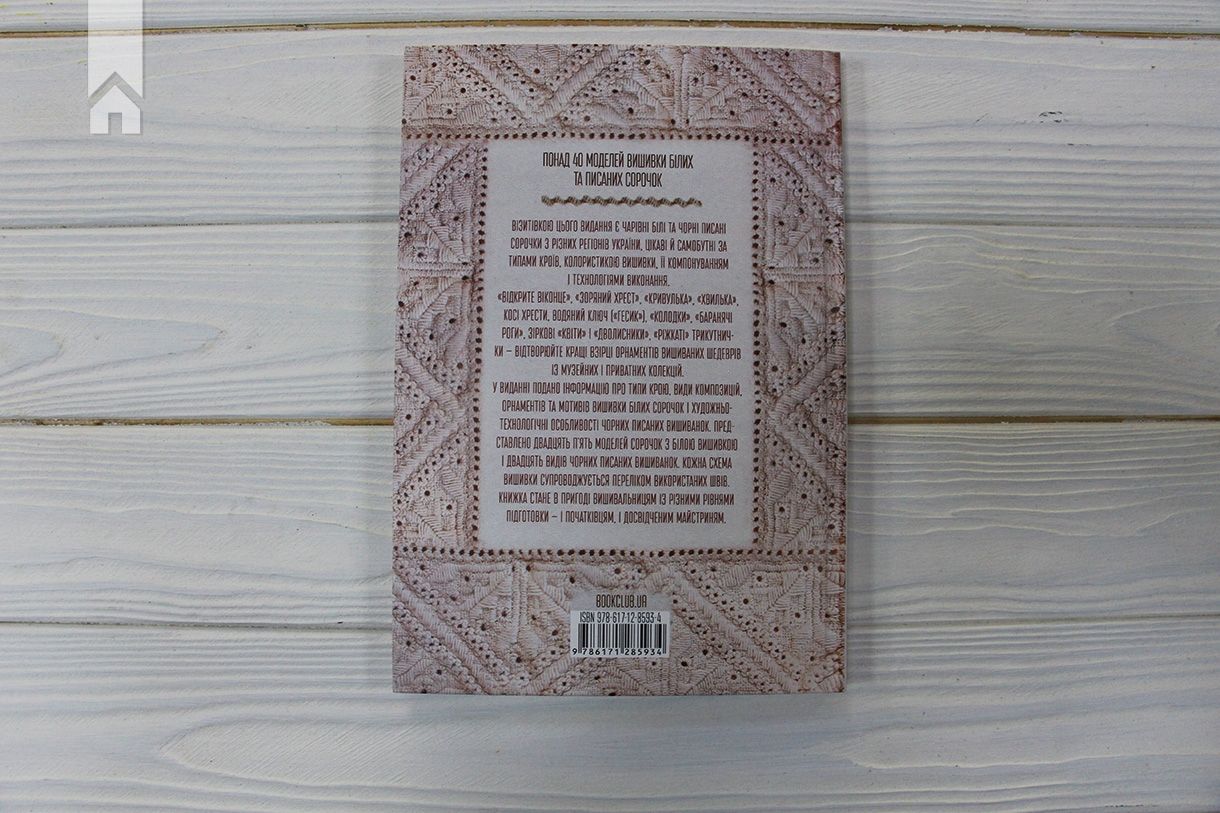 ПОНАД 40 МОДЕЛЕЙ ВИШИВКИ БІЛИХ
ТА ПИСАНИХ СОРОЧОК
ВІЗИТІВКОЮ ЦЬОГО ВИДАННЯ Є ЧАРІВНІ БІЛІ ТА ЧОРНІ ПИСАНІ
СОРОЧКИ З РІЗНИХ РЕГІОНІВ УКРАЇНИ, ЦІКАВІ Й САМОБУТНІ ЗА
ТИПАМИ КРОЇВ, КОЛОРИСТИКОЮ ВИШИВКИ, ЇЇ КОМПОНУВАННЯМ
І ТЕХНОЛОГІЯМИ ВИКОНАННЯ.
«ВІДКРИТЕ ВІКОНЦЕ», «ЗОРЯНИЙ ХРЕСТ», «КРИВУЛЬКА», «ХВИЛЬКА»,
КОСІ ХРЕСТИ, ВОДЯНИЙ КЛЮЧ («ГЕСИК»), «КОЛОДКИ», «БАРАНЯЧІ
РОГИ», ЗІРКОВІ «КВІТИ» І «ДВОЛИСНИКИ», «РІЖКАТІ» ТРИКУТНИЧ-
КИ – ВІДТВОРЮЙТЕ КРАЩІ ВЗІРЦІ ОРНАМЕНТІВ ВИШИВАНИХ ШЕДЕВРІВ
ІЗ МУЗЕЙНИХ І ПРИВАТНИХ КОЛЕКЦІЙ.
У ВИДАННІ ПОДАНО ІНФОРМАЦІЮ ПРО ТИПИ КРОЮ, ВИДИ КОМПОЗИЦІЙ,
ОРНАМЕНТІВ ТА МОТИВІВ ВИШИВКИ БІЛИХ СОРОЧОК І ХУДОЖНЬО-
ТЕХНОЛОГІЧНІ ОСОБЛИВОСТІ ЧОРНИХ ПИСАНИХ ВИШИВАНОК. ПРЕД-
СТАВЛЕНО ДВАДЦЯТЬ П'ЯТЬ МОДЕЛЕЙ СОРОЧОК З БІЛОЮ ВИШИВКОЮ
І ДВАДЦЯТЬ ВИДІВ ЧОРНИХ ПИСАНИХ ВИШИВАНОК. КОЖНА СХЕМА
ВИШИВКИ СУПРОВОДЖУЄТЬСЯ ПЕРЕЛІКОМ ВИКОРИСТАНИХ ШВІВ.
КНИЖКА СТАНЕ В ПРИГОДІ ВИШИВАЛЬНИЦЯМ ІЗ РІЗНИМИ РІВНЯМИ
ПІДГОТОВКИ – І ПОЧАТКІВЦЯМ, І ДОСВІДЧЕНИМ МАЙСТРИНЯМ.
BOOKCLUB.UA
ISBN 978-617-12-8593-4
9 786171 285934